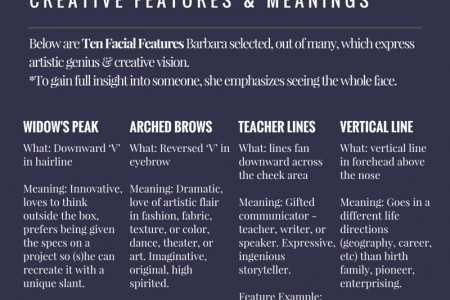 CREATIVE FEATURES & MEANINGS
Below are Ten Facial Features Barbara selected, out of many, which express
artistic genius & creative vision.
*To gain full insight into someone, she emphasizes seeing the whole face.
WIDOW'S PEAK
What: Downward 'V'
in hairline
Meaning: Innovative,
loves to think
outside the box,
prefers being given
the specs on a
project so (s)he can
recreate it with a
unique slant.
ARCHED BROWS
What: Reversed 'V' in
eyebrow
Meaning: Dramatic,
love of artistic flair
in fashion, fabric,
texture, or color,
dance, theater, or
art. Imaginative,
original, high
spirited.
TEACHER LINES
What: lines fan
downward across
the cheek area
Meaning: Gifted
communicator -
teacher, writer, or
speaker. Expressive,
ingenious
storyteller.
Feature Example:
VERTICAL LINE
What: vertical line
in forehead above
the nose
Meaning: Goes in a
different life
directions
(geography, career,
etc) than birth
family, pioneer,
enterprising.